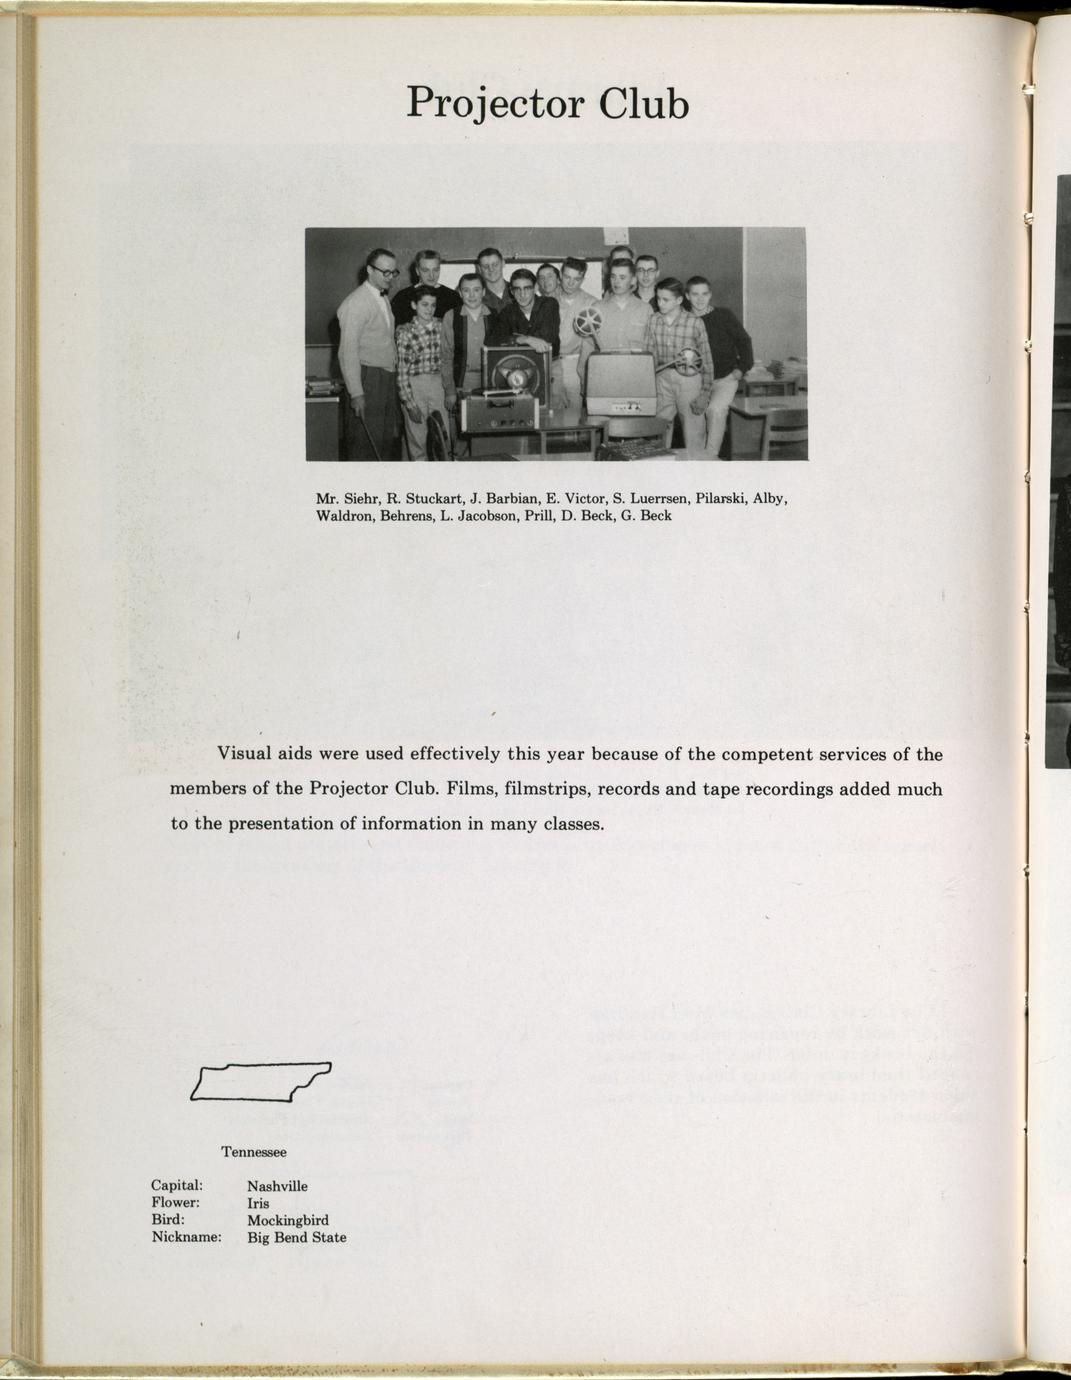 Projector Club
Mr. Siehr, R. Stuckart, J. Barbian, E. Victor, S. Luerrsen, Pilarski, Alby,
Waldron, Behrens, L. Jacobson, Prill, D. Beck, G. Beck
Visual aids were used effectively this year because of the competent services of the
members of the Projector Club. Films, filmstrips, records and tape recordings added much
to the presentation of information in many classes.
Tennessee
Capital: Nashville
Flower: Iris
Bird: Mockingbird
Nickname: Big Bend State